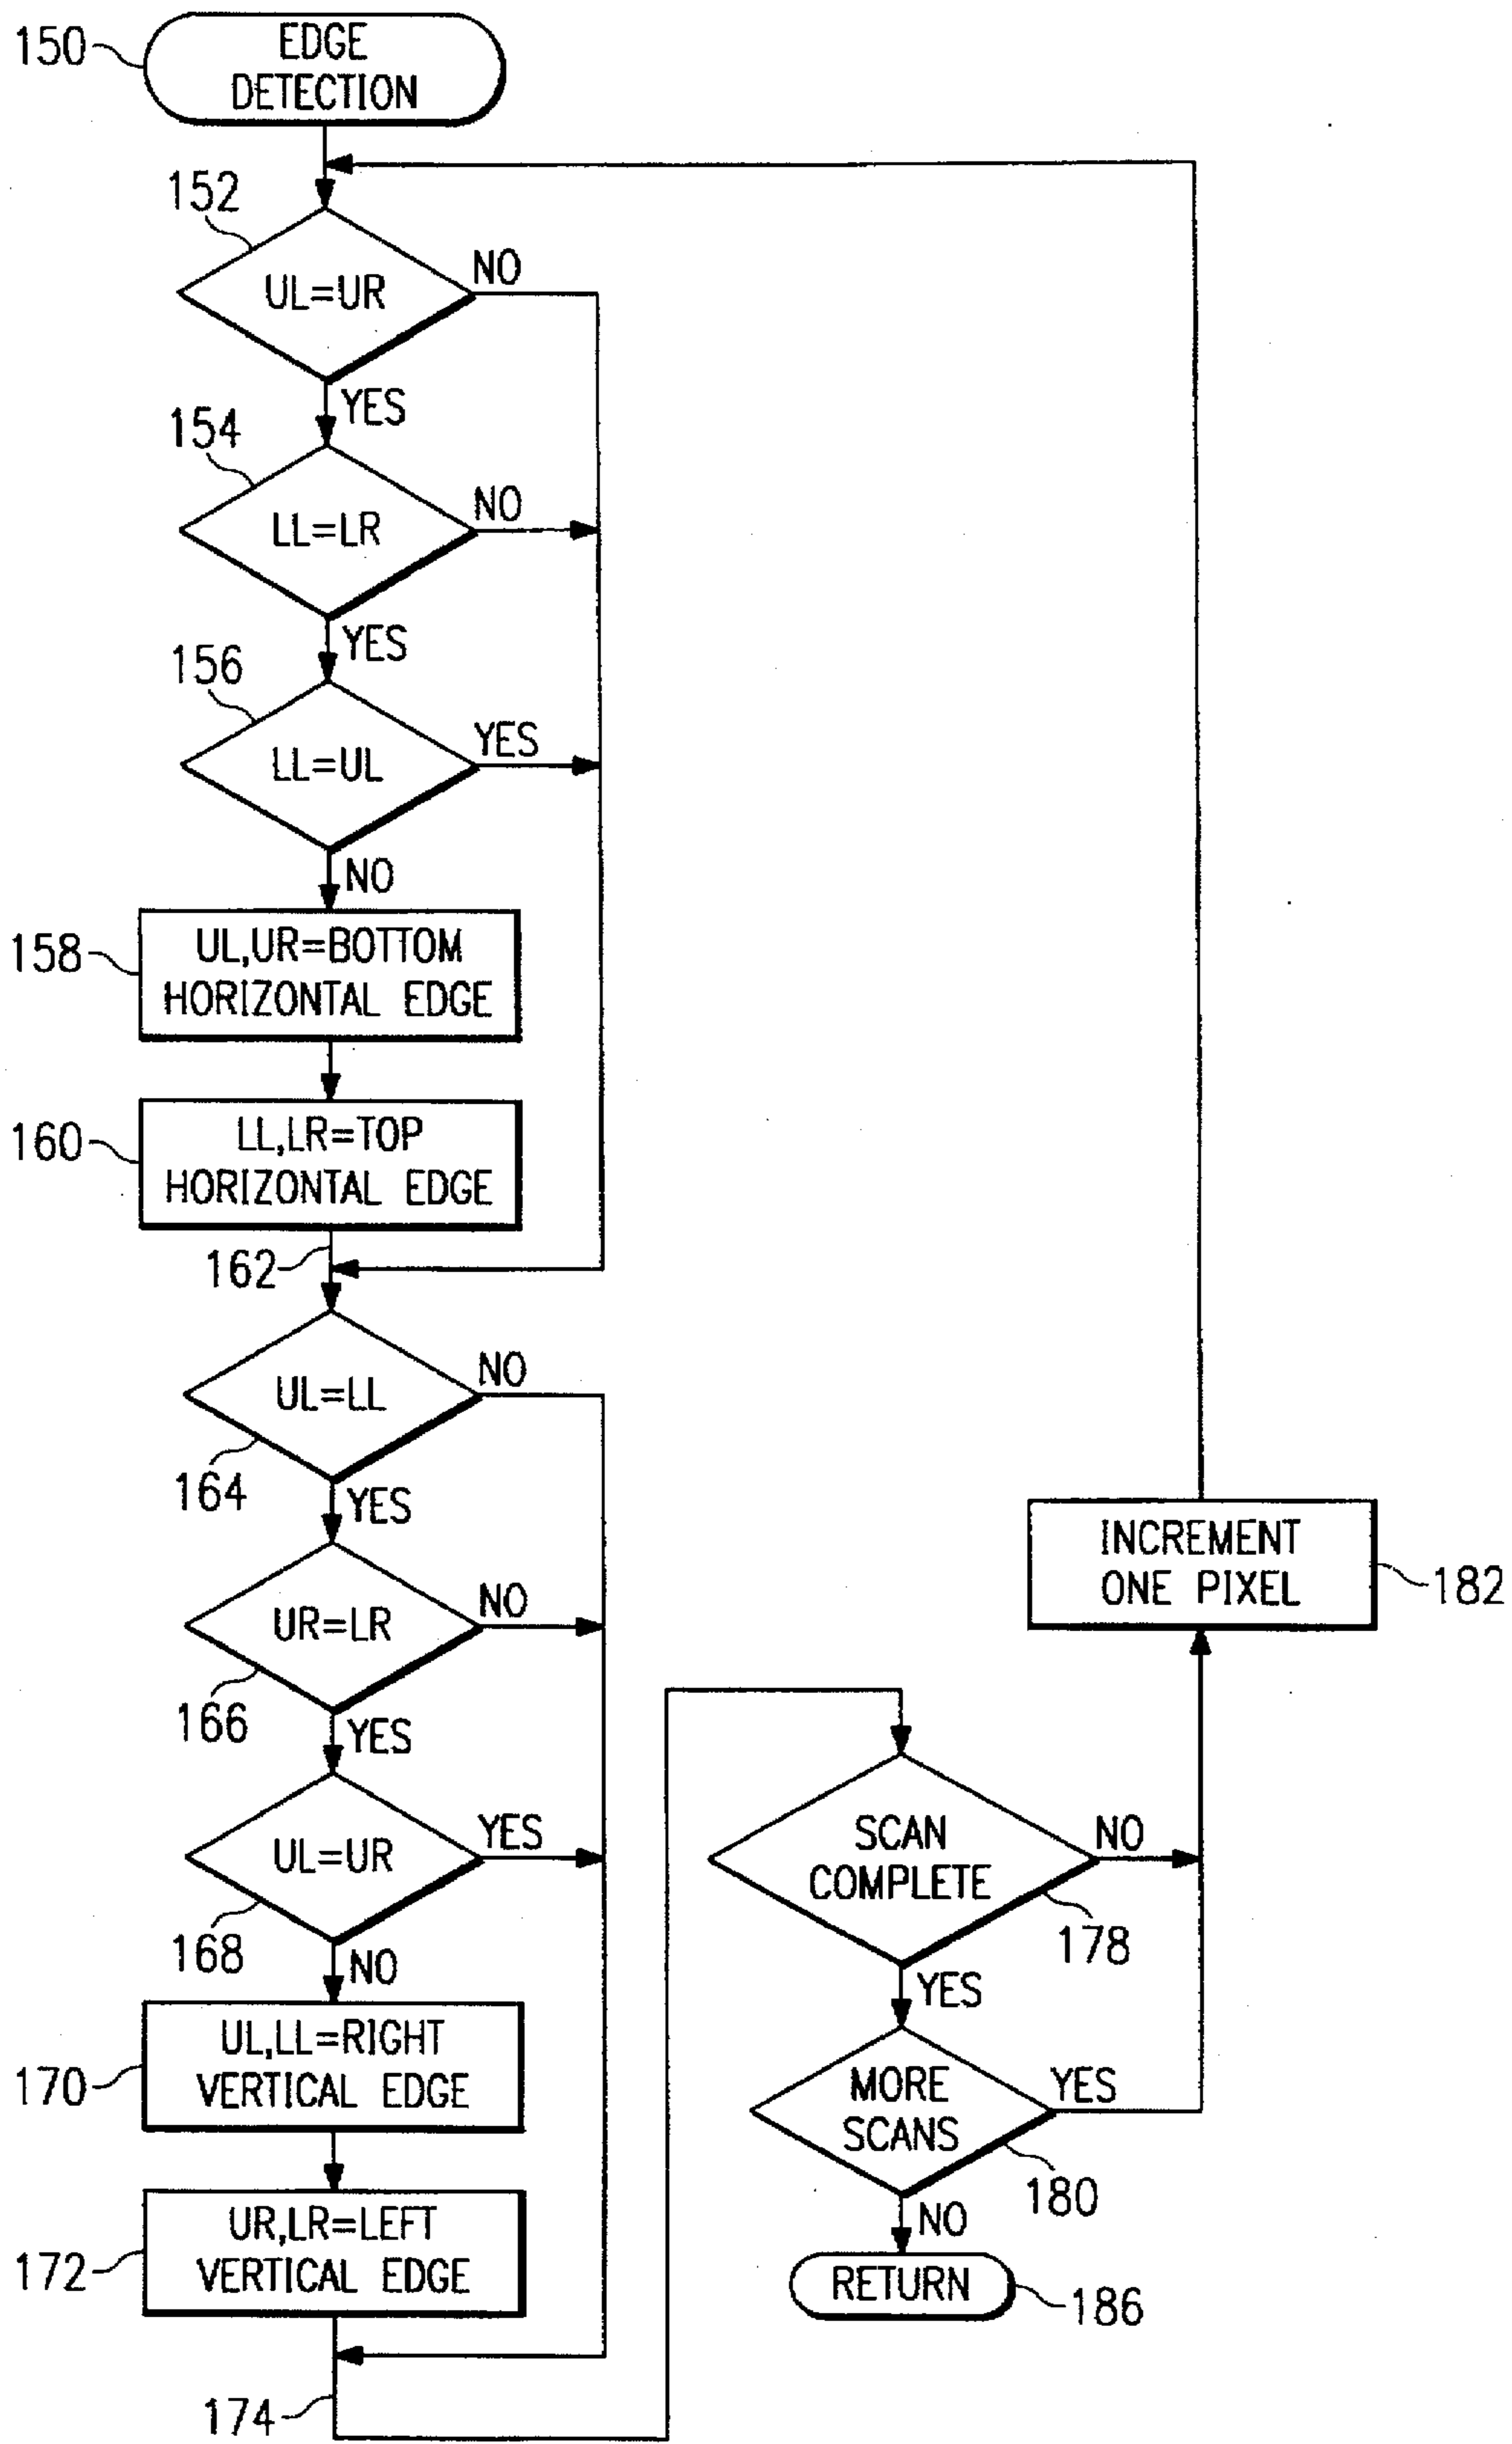 150
EDGE
DETECTION
152
UL=UR
NO
YES
154
LL=LR
NO
YES
156
LL=UL
YES
NO
158
UL,UR=BOTTOM
HORIZONTAL EDGE
160
LL,LR=TOP
HORIZONTAL EDGE
162
UL=LL
NO
164
YES
UR=LR
NO
166
YES
UL=UR
YES
168
NO
170
UL,LL=RIGHT
VERTICAL EDGE
172
UR,LR=LEFT
VERTICAL EDGE
174
INCREMENT
ONE PIXEL
182
SCAN
COMPLETE
NO
178
YES
MORE
SCANS
YES
180
NO
RETURN
186